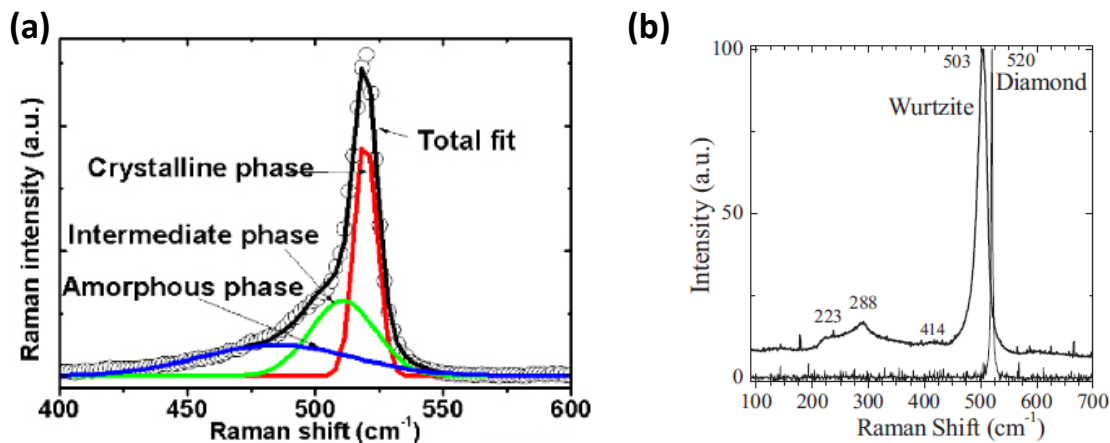 (a)
Raman intensity (a.u.)
Total fit
Crystalline phase
Intermediate phase
Amorphous phase
400 450 500 550 600
Raman shift (cm⁻¹)
(b)
Intensity (a.u.)
100
50
0
503 520
Diamond
Wurtzite
223 288 414
100 200 300 400 500 600 700
Raman Shift (cm⁻¹)